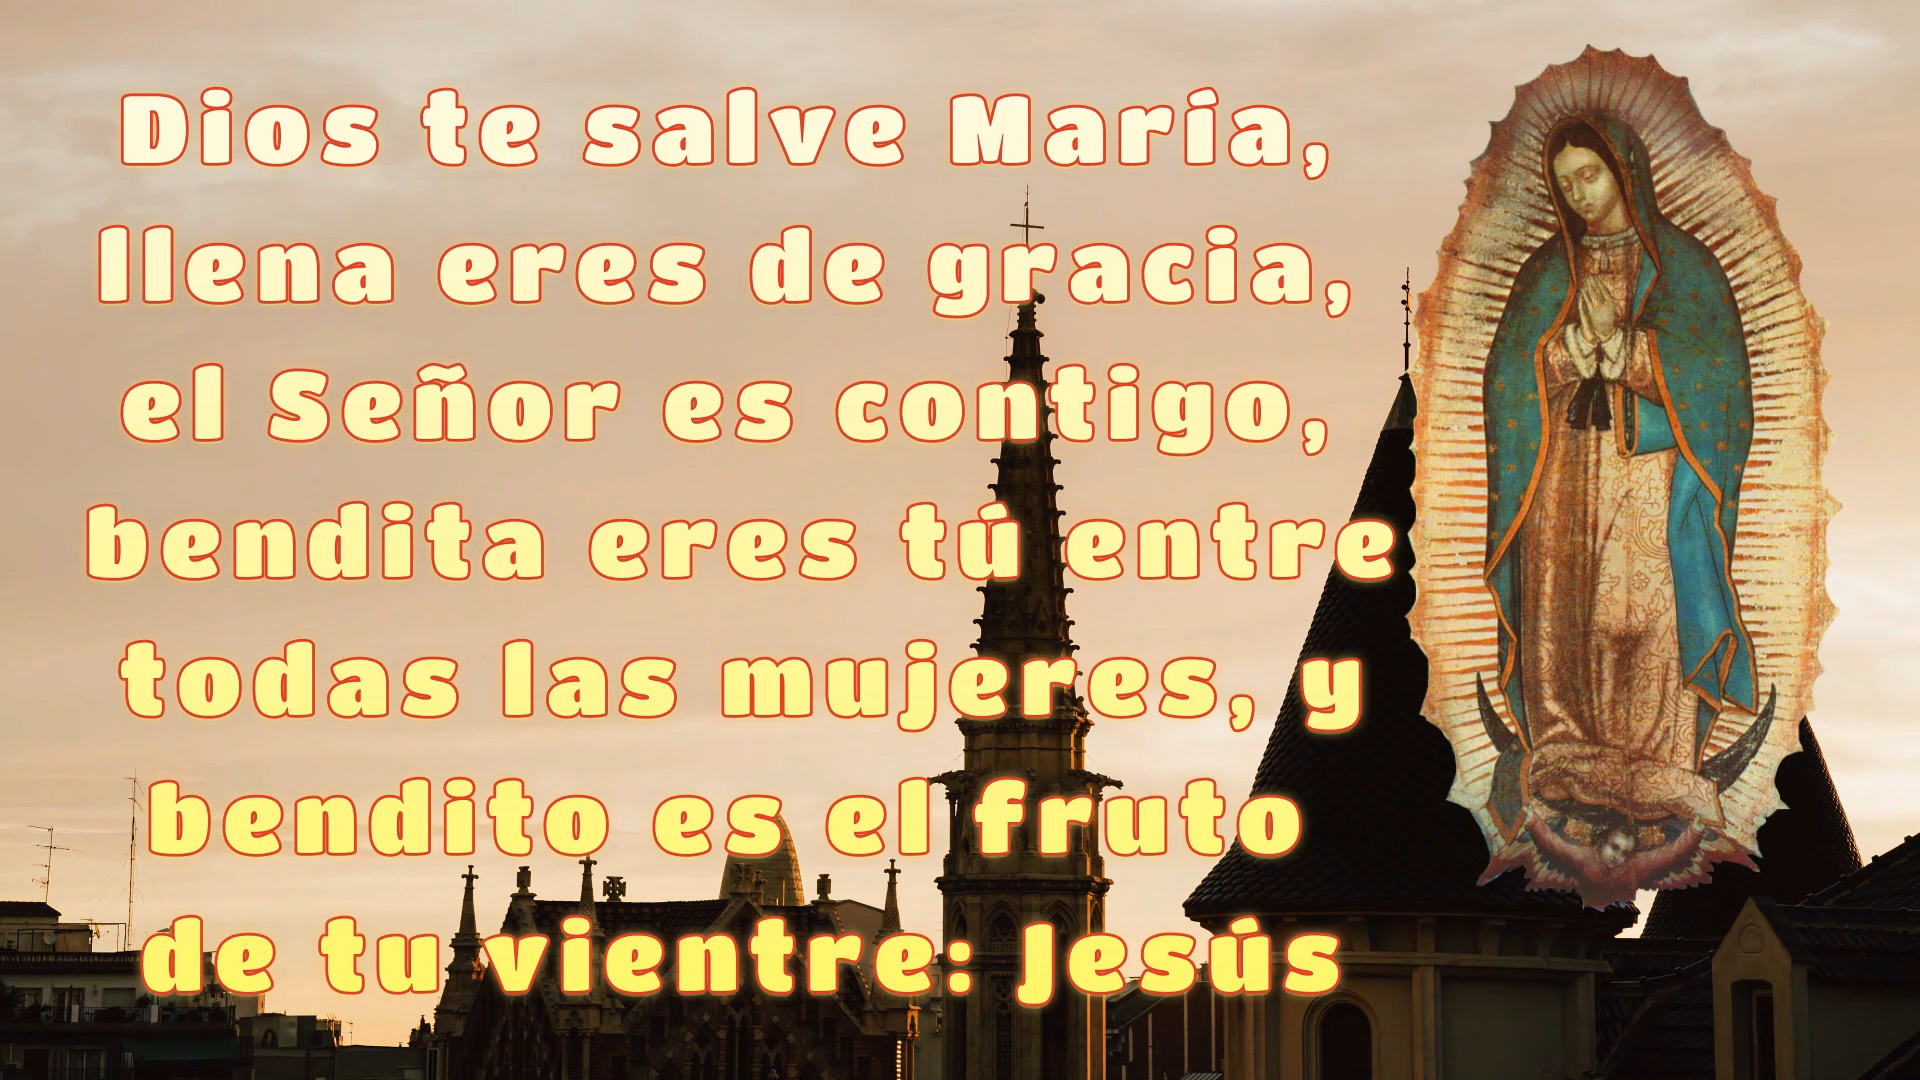 Dios te salve María,
llena eres de gracia,
el Señor es contigo,
bendita eres tú entre
todas las mujeres, y
bendito es el fruto
de tu vientre: Jesús